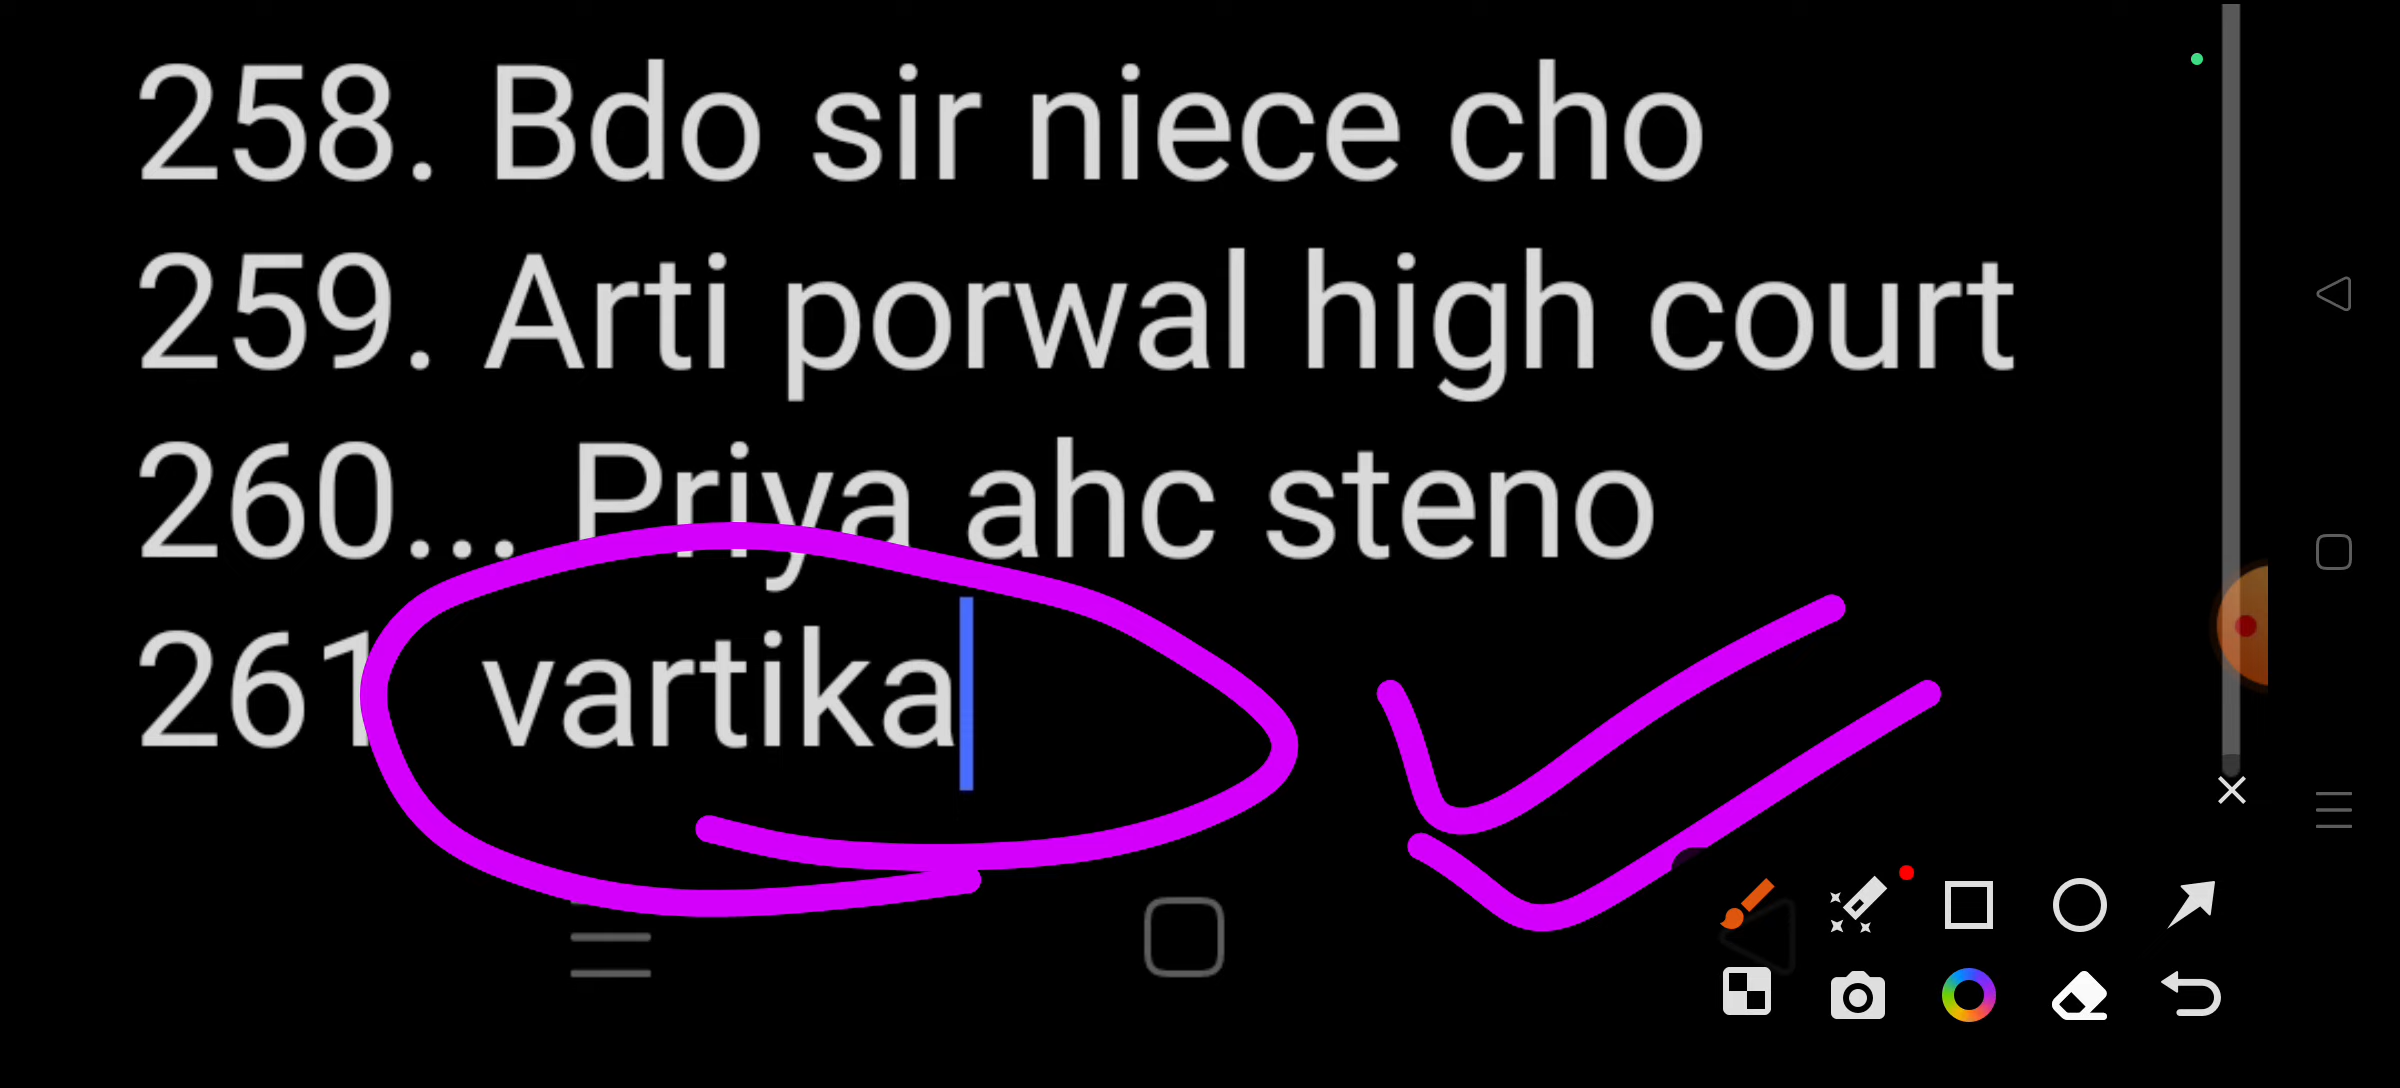 258. Bdo sir niece cho
259. Arti porwal high court
260... Priya ahc steno
261 vartika